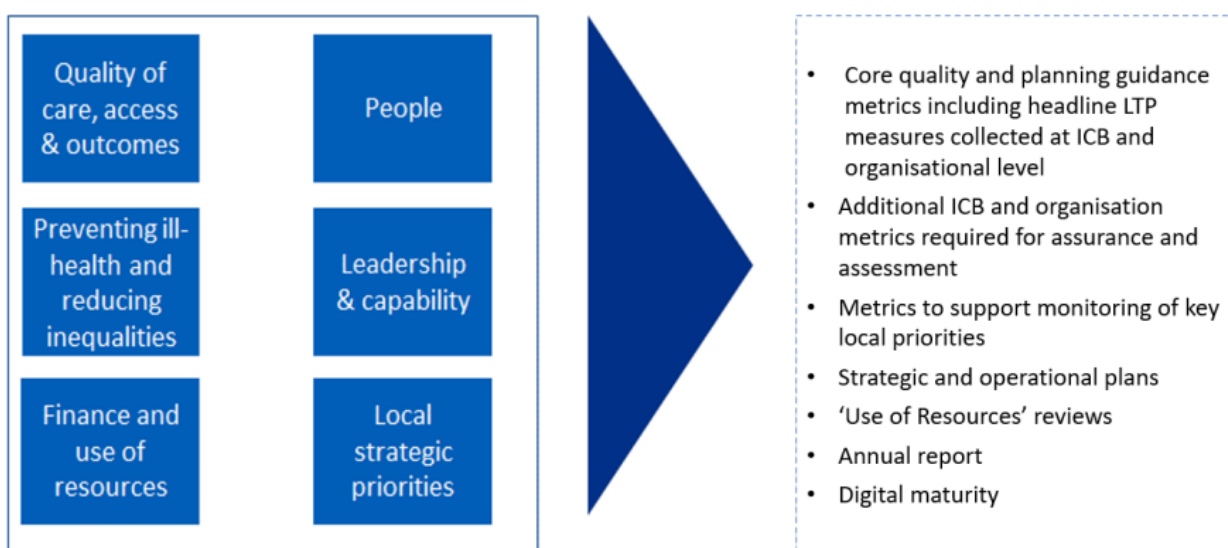 Quality of
care, access
& outcomes
People
Preventing ill-
health and
reducing
inequalities
Leadership
& capability
Finance and
use of
resources
Local
strategic
priorities
• Core quality and planning guidance
metrics including headline LTP
measures collected at ICB and
organisational level
• Additional ICB and organisation
metrics required for assurance and
assessment
• Metrics to support monitoring of key
local priorities
• Strategic and operational plans
• ‘Use of Resources’ reviews
• Annual report
• Digital maturity